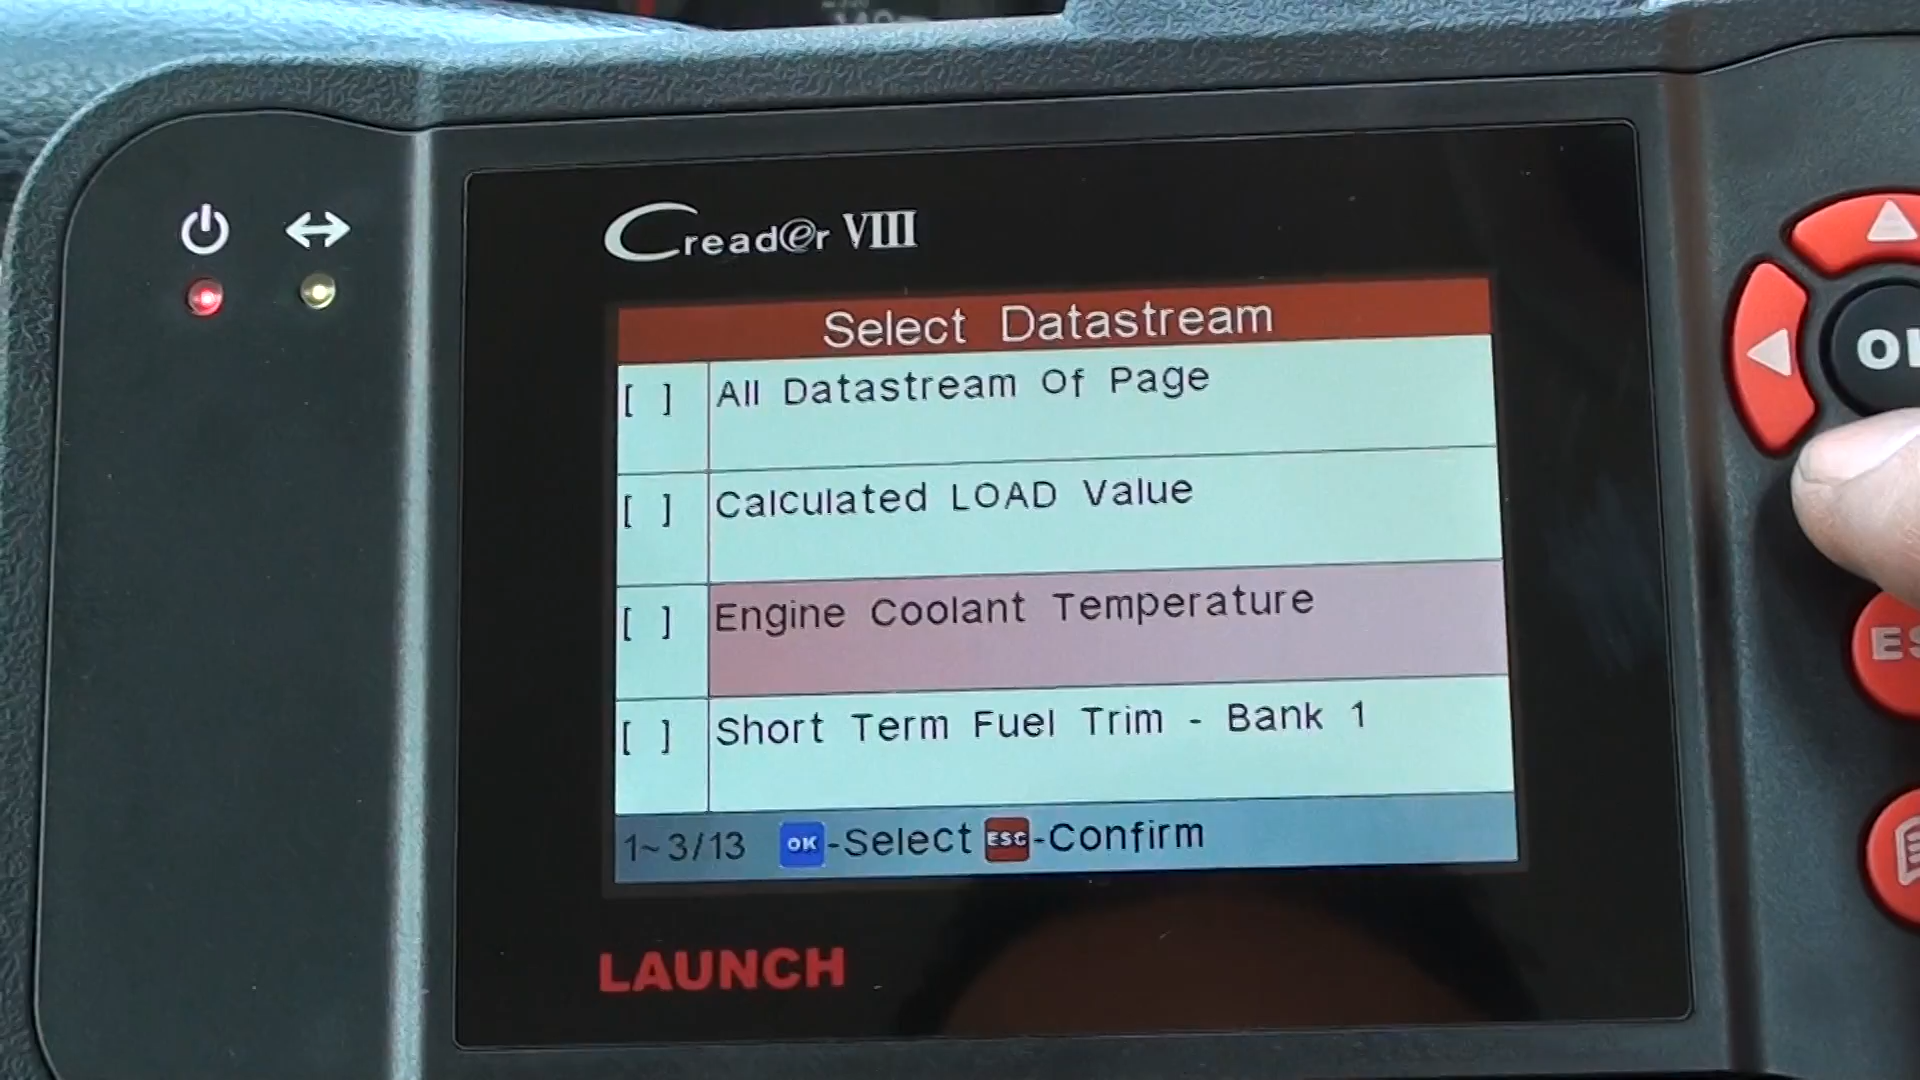 Creader VIII
Select Datastream
[ ] All Datastream Of Page
[ ] Calculated LOAD Value
[ ] Engine Coolant Temperature
[ ] Short Term Fuel Trim - Bank 1
1~3/13 OK -Select ESC -Confirm
LAUNCH